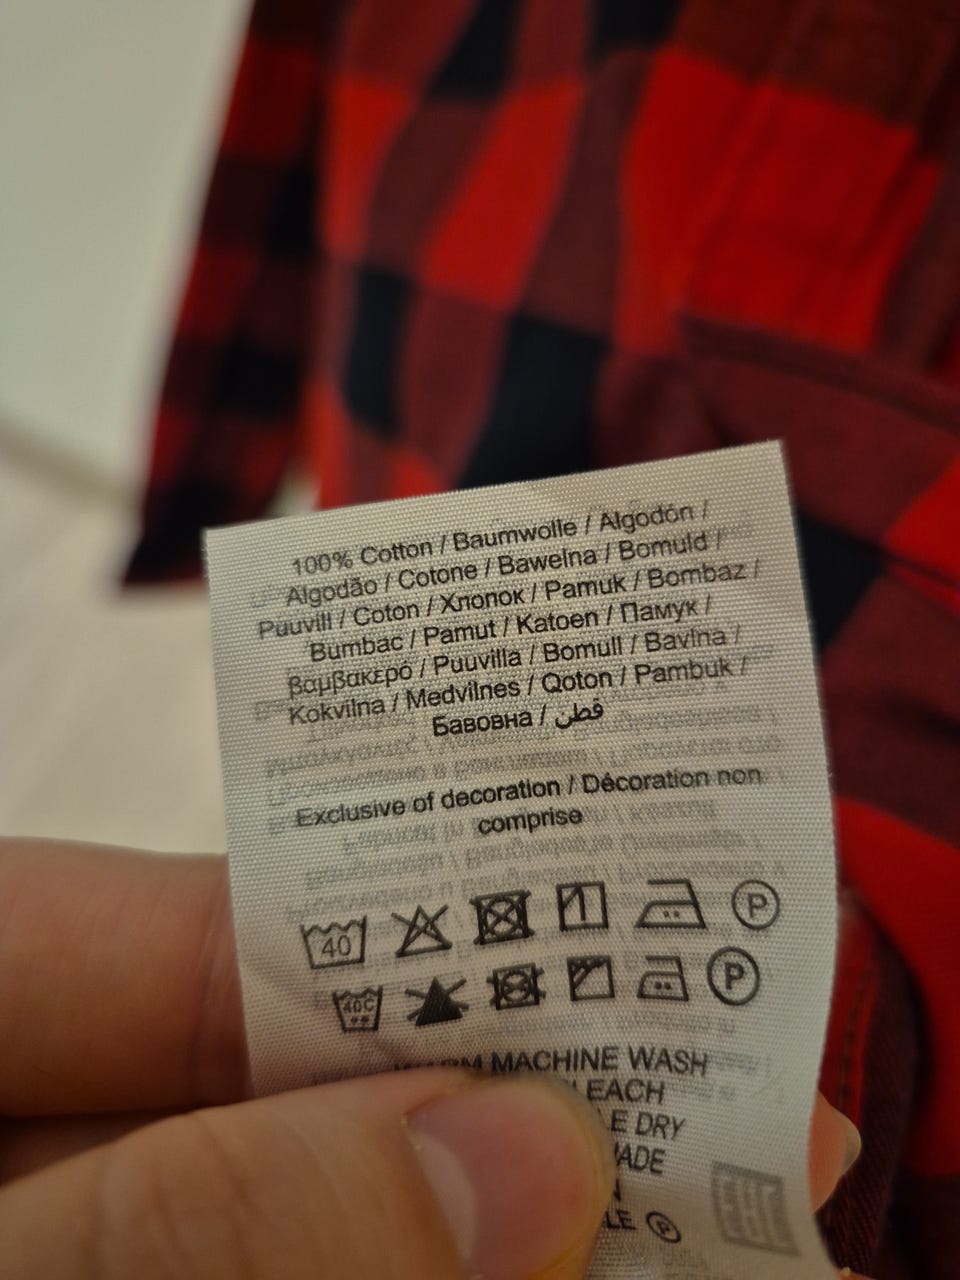 100% Cotton / Baumwolle / Algodón /
Algodão / Cotone / Bawełna / Bomuld /
Puuvill / Coton / Хлопок / Pamuk / Bombaz /
Bumbac / Pamut / Katoen / Памук /
βαμβακερό / Puuvilla / Bomull / Bavlna /
Kokvilna / Medvilnes / Qoton / Pambuk /
Бавовна / قطن
Exclusive of decoration / Décoration non
comprise
40 P
40C P
MACHINE WASH
DRY
P